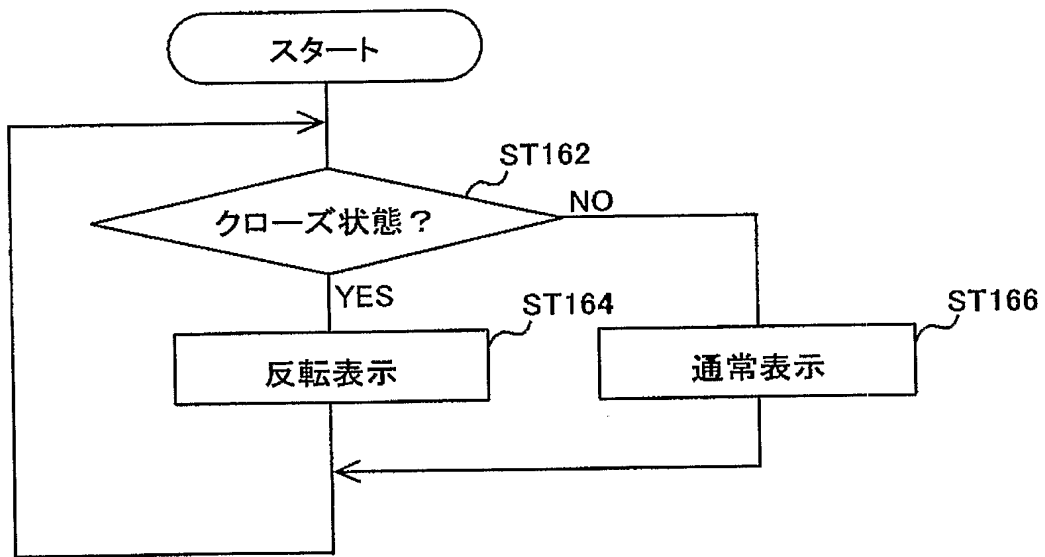 スタート
ST162
クローズ状態？
NO
YES
ST164
反転表示
ST166
通常表示